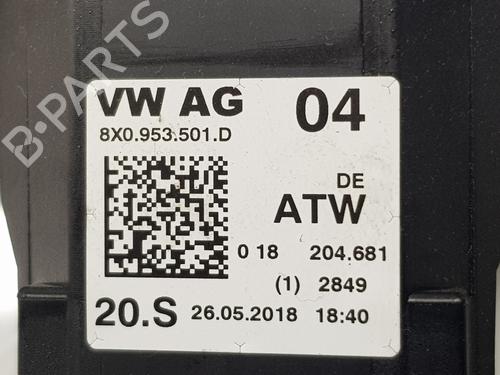 B-PARTS
VW AG 04
8X0.953.501.D
DE
ATW
0 18 204.681
(1) 2849
20.S 26.05.2018 18:40